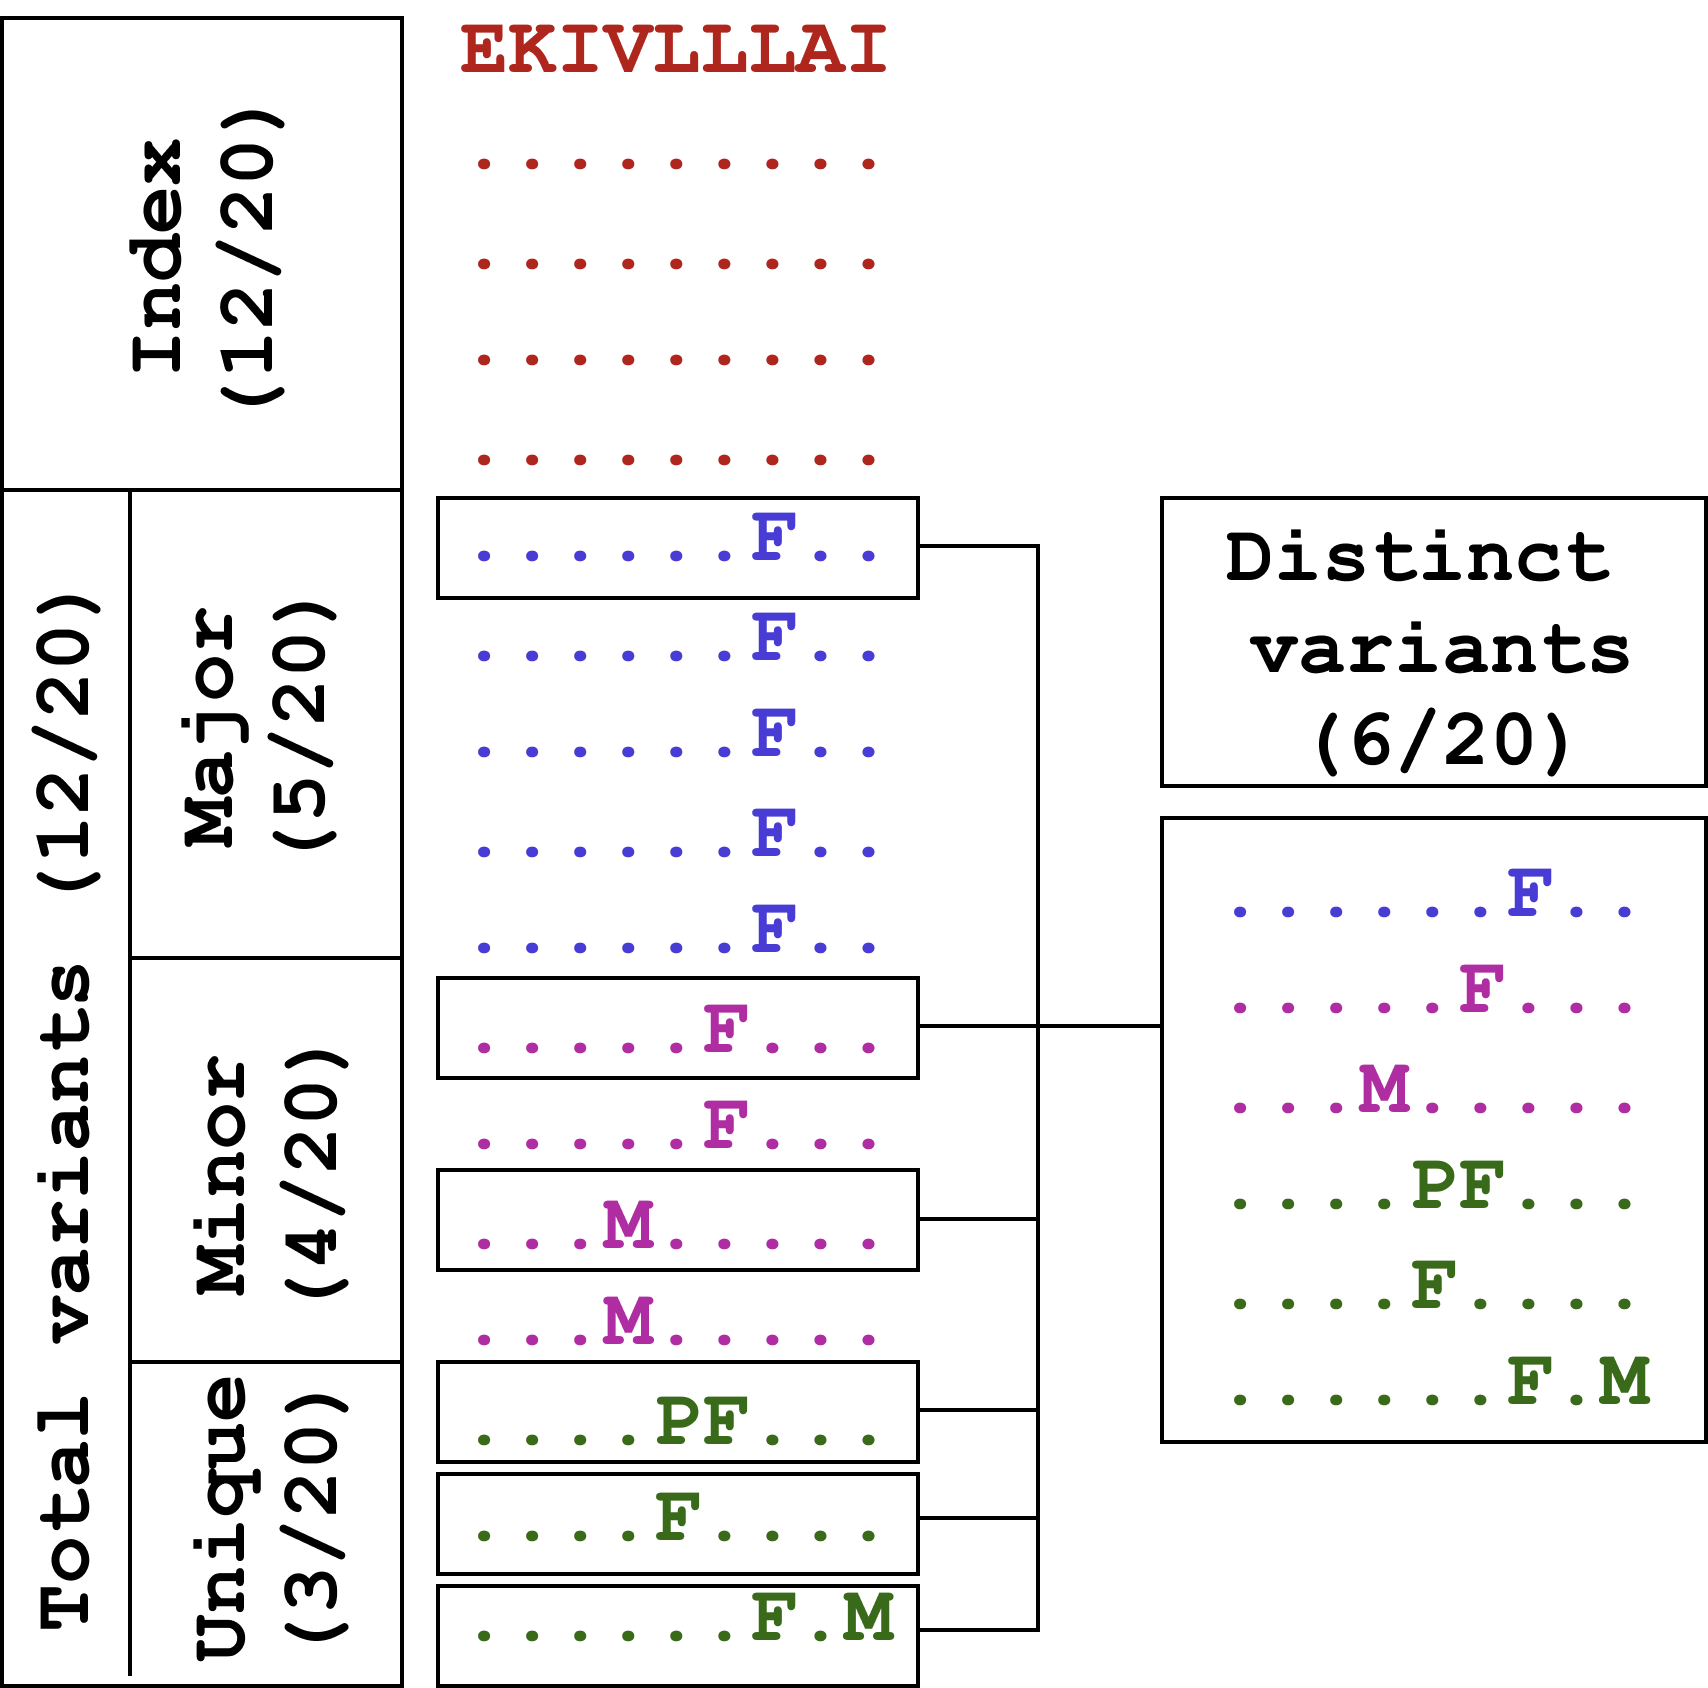 EKIVLLLAI
.........
.........
.........
.........
Index
(12/20)
Total variants (12/20)
Major
(5/20)
......F..
......F..
......F..
......F..
......F..
Minor
(4/20)
.....F...
.....F...
...M.....
...M.....
Unique
(3/20)
....PF...
....F....
......F.M
Distinct
variants
(6/20)
......F..
.....F...
...M.....
....PF...
....F....
......F.M